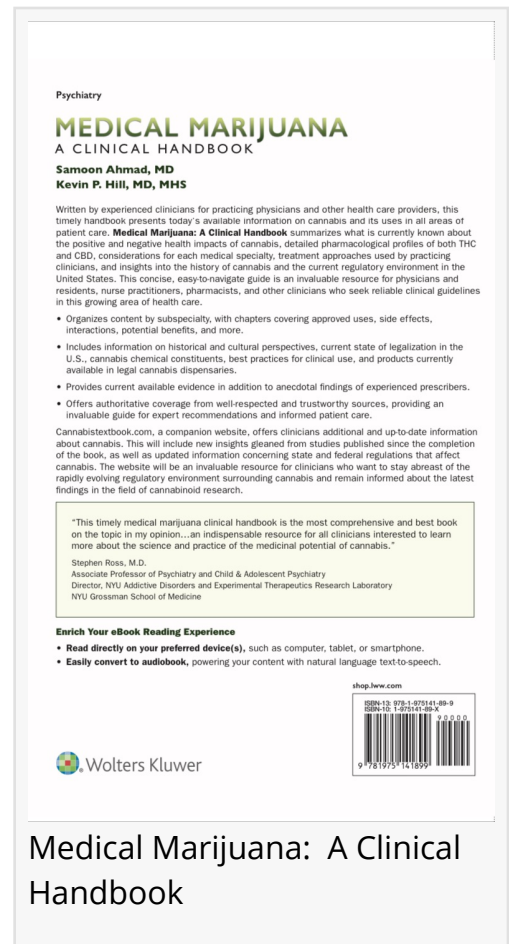 Psychiatry
MEDICAL MARIJUANA
A CLINICAL HANDBOOK
Samoon Ahmad, MD
Kevin P. Hill, MD, MHS
Written by experienced clinicians for practicing physicians and other health care providers, this
timely handbook presents today's available information on cannabis and its uses in all areas of
patient care. Medical Marijuana: A Clinical Handbook summarizes what is currently known about
the positive and negative health impacts of cannabis, detailed pharmacological profiles of both THC
and CBD, considerations for each medical specialty, treatment approaches used by practicing
clinicians, and insights into the history of cannabis and the current regulatory environment in the
United States. This concise, easy-to-navigate guide is an invaluable resource for physicians and
residents, nurse practitioners, pharmacists, and other clinicians who seek reliable clinical guidelines
in this growing area of health care.
• Organizes content by subspecialty, with chapters covering approved uses, side effects,
interactions, potential benefits, and more.
• Includes information on historical and cultural perspectives, current state of legalization in the
U.S., cannabis chemical constituents, best practices for clinical use, and products currently
available in legal cannabis dispensaries.
• Provides current available evidence in addition to anecdotal findings of experienced prescribers.
• Offers authoritative coverage from well-respected and trustworthy sources, providing an
invaluable guide for expert recommendations and informed patient care.
Cannabistextbook.com, a companion website, offers clinicians additional and up-to-date information
about cannabis. This will include new insights gleaned from studies published since the completion
of the book, as well as updated information concerning state and federal regulations that affect
cannabis. The website will be an invaluable resource for clinicians who want to stay abreast of the
rapidly evolving regulatory environment surrounding cannabis and remain informed about the latest
findings in the field of cannabinoid research.
"This timely medical marijuana clinical handbook is the most comprehensive and best book
on the topic in my opinion...an indispensable resource for all clinicians interested to learn
more about the science and practice of the medicinal potential of cannabis."
Stephen Ross, M.D.
Associate Professor of Psychiatry and Child & Adolescent Psychiatry
Director, NYU Addictive Disorders and Experimental Therapeutics Research Laboratory
NYU Grossman School of Medicine
Enrich Your eBook Reading Experience
• Read directly on your preferred device(s), such as computer, tablet, or smartphone.
• Easily convert to audiobook, powering your content with natural language text-to-speech.
shop.lww.com
ISBN-13: 978-1-975141-89-9
ISBN-10: 1-975141-89-X
90000
9 781975 141899
Wolters Kluwer
Medical Marijuana: A Clinical
Handbook